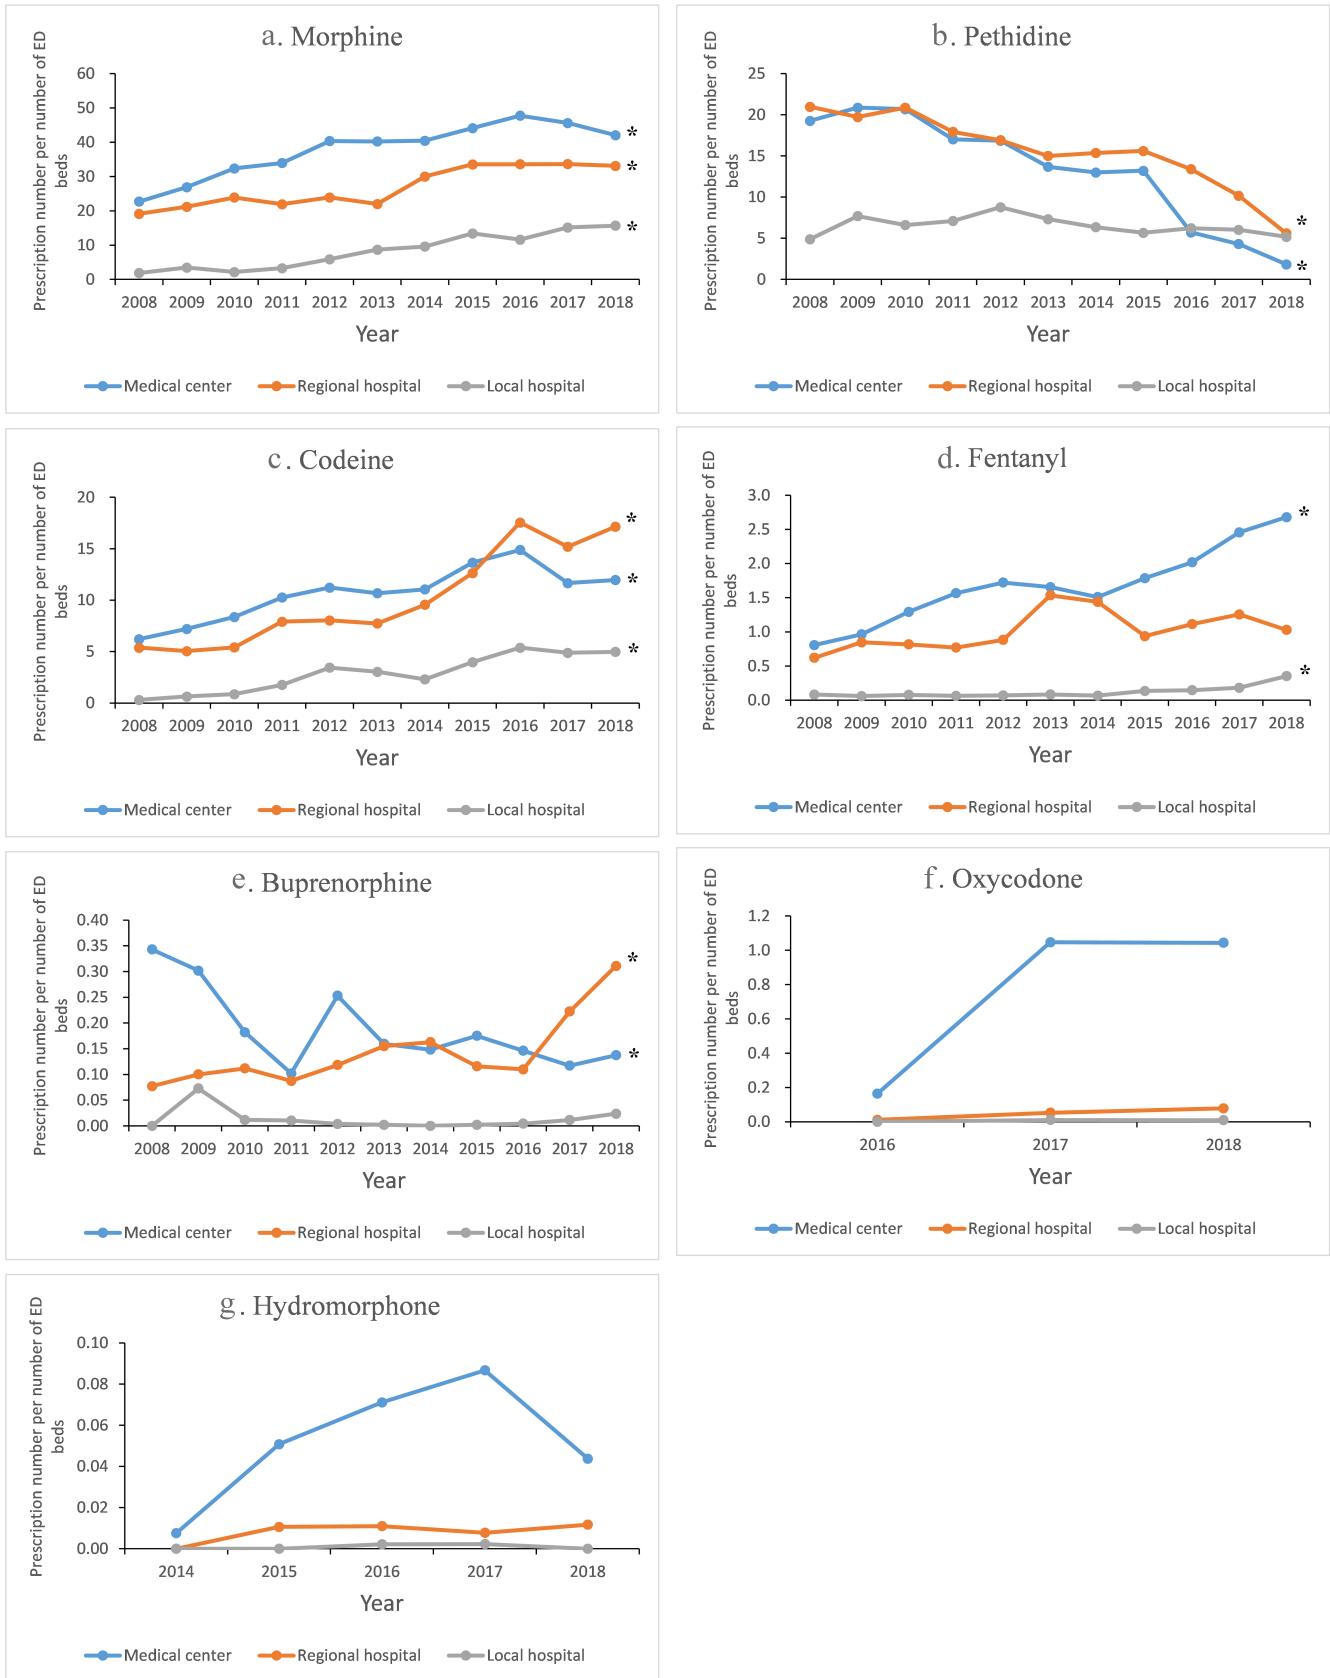 a. Morphine
Prescription number per number of ED
beds
60
50
40
30
20
10
0
2008 2009 2010 2011 2012 2013 2014 2015 2016 2017 2018
*
*
*
Year
Medical center Regional hospital Local hospital
b. Pethidine
Prescription number per number of ED
beds
25
20
15
10
5
0
2008 2009 2010 2011 2012 2013 2014 2015 2016 2017 2018
*
*
Year
Medical center Regional hospital Local hospital
c. Codeine
Prescription number per number of ED
beds
20
15
10
5
0
2008 2009 2010 2011 2012 2013 2014 2015 2016 2017 2018
*
*
*
Year
Medical center Regional hospital Local hospital
d. Fentanyl
Prescription number per number of ED
beds
3.0
2.5
2.0
1.5
1.0
0.5
0.0
2008 2009 2010 2011 2012 2013 2014 2015 2016 2017 2018
*
*
Year
Medical center Regional hospital Local hospital
e. Buprenorphine
Prescription number per number of ED
beds
0.40
0.35
0.30
0.25
0.20
0.15
0.10
0.05
0.00
2008 2009 2010 2011 2012 2013 2014 2015 2016 2017 2018
*
*
Year
Medical center Regional hospital Local hospital
f. Oxycodone
Prescription number per number of ED
beds
1.2
1.0
0.8
0.6
0.4
0.2
0.0
2016 2017 2018
Year
Medical center Regional hospital Local hospital
g. Hydromorphone
Prescription number per number of ED
beds
0.10
0.08
0.06
0.04
0.02
0.00
2014 2015 2016 2017 2018
Year
Medical center Regional hospital Local hospital